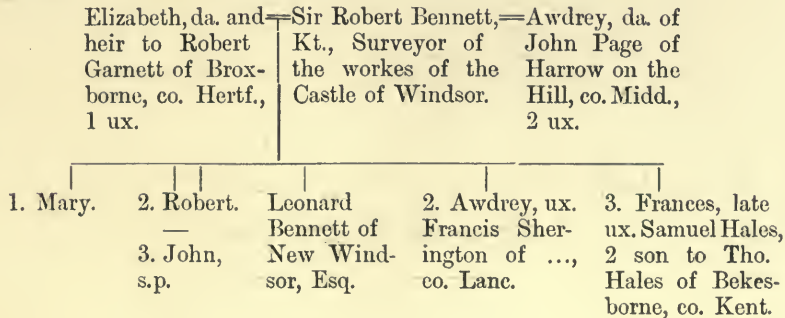 Elizabeth, da. and
heir to Robert
Garnett of Brox-
borne, co. Hertf.,
1 ux.
Sir Robert Bennett,
Kt., Surveyor of
the workes of the
Castle of Windsor.
Awdrey, da. of
John Page of
Harrow on the
Hill, co. Midd.,
2 ux.
1. Mary.
2. Robert.
—
3. John,
s.p.
Leonard
Bennett of
New Wind-
sor, Esq.
2. Awdrey, ux.
Francis Sher-
ington of ...,
co. Lanc.
3. Frances, late
ux. Samuel Hales,
2 son to Tho.
Hales of Bekes-
borne, co. Kent.